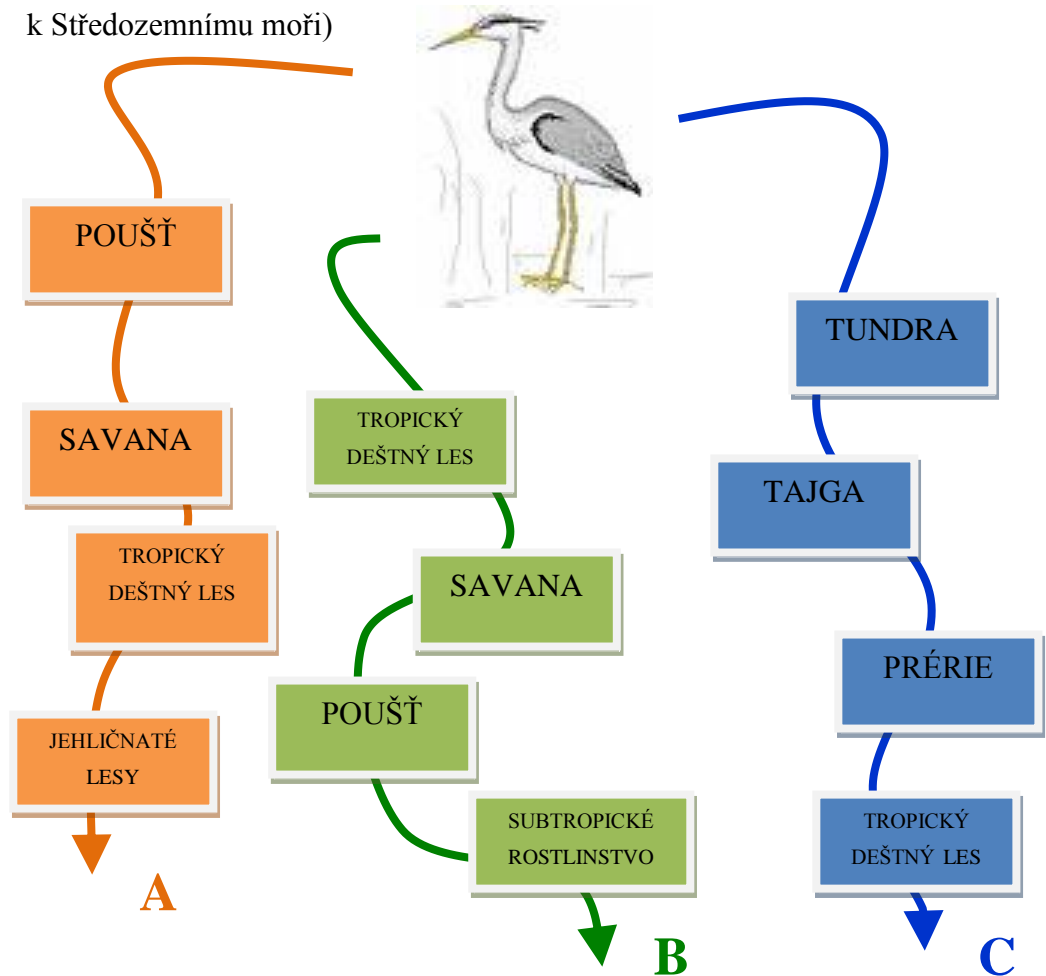 k Středozemnímu moři)
POUŠŤ
SAVANA
TROPICKÝ
DEŠTNÝ LES
JEHLIČNATÉ
LESY
A
TROPICKÝ
DEŠTNÝ LES
SAVANA
POUŠŤ
SUBTROPICKÉ
ROSTLINSTVO
B
TUNDRA
TAJGA
PRÉRIE
TROPICKÝ
DEŠTNÝ LES
C